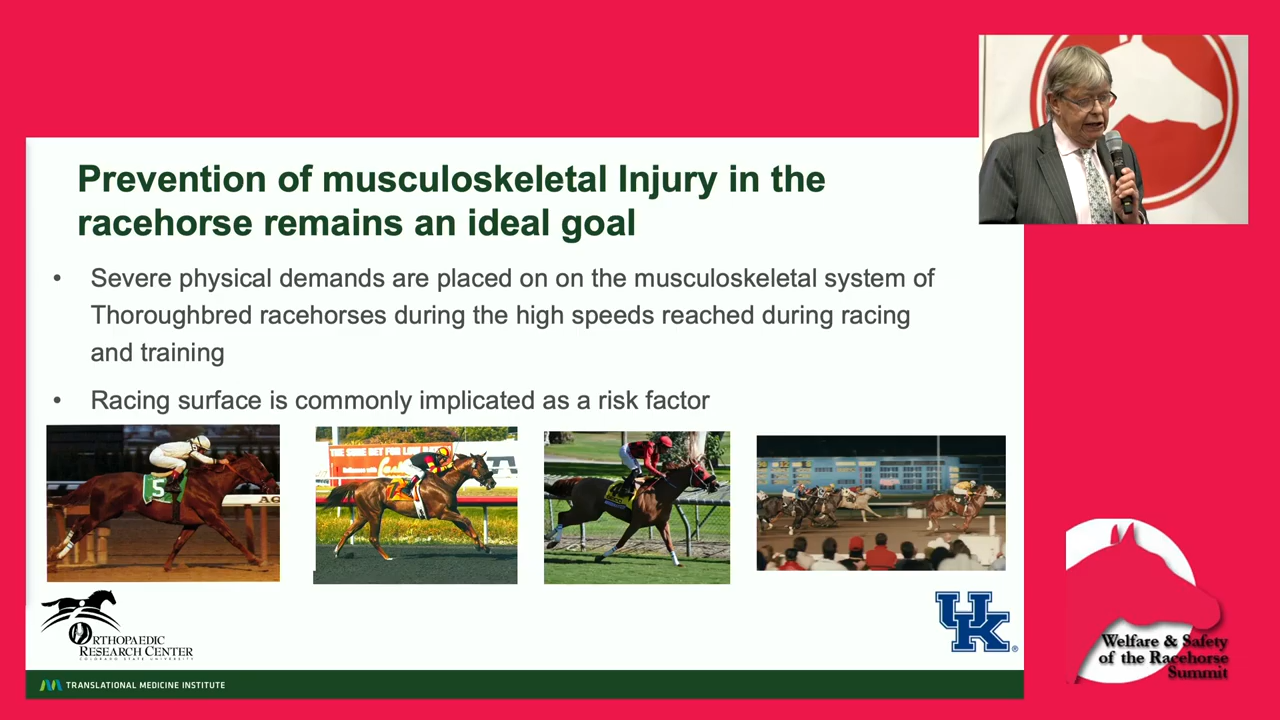 Prevention of musculoskeletal Injury in the
racehorse remains an ideal goal
• Severe physical demands are placed on on the musculoskeletal system of
Thoroughbred racehorses during the high speeds reached during racing
and training
• Racing surface is commonly implicated as a risk factor
5
ORTHOPAEDIC
RESEARCH CENTER
COLORADO STATE UNIVERSITY
UK
TRANSLATIONAL MEDICINE INSTITUTE
Welfare & Safety
of the Racehorse
Summit